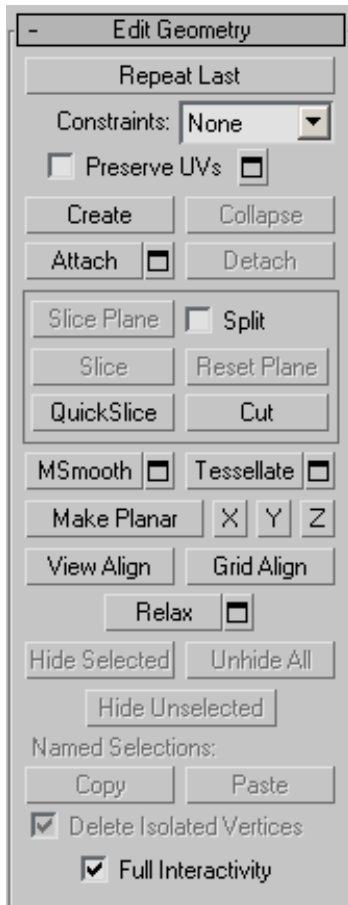 - Edit Geometry
Repeat Last
Constraints: None
Preserve UVs
Create Collapse
Attach Detach
Slice Plane Split
Slice Reset Plane
QuickSlice Cut
MSmooth Tessellate
Make Planar X Y Z
View Align Grid Align
Relax
Hide Selected Unhide All
Hide Unselected
Named Selections:
Copy Paste
Delete Isolated Vertices
Full Interactivity